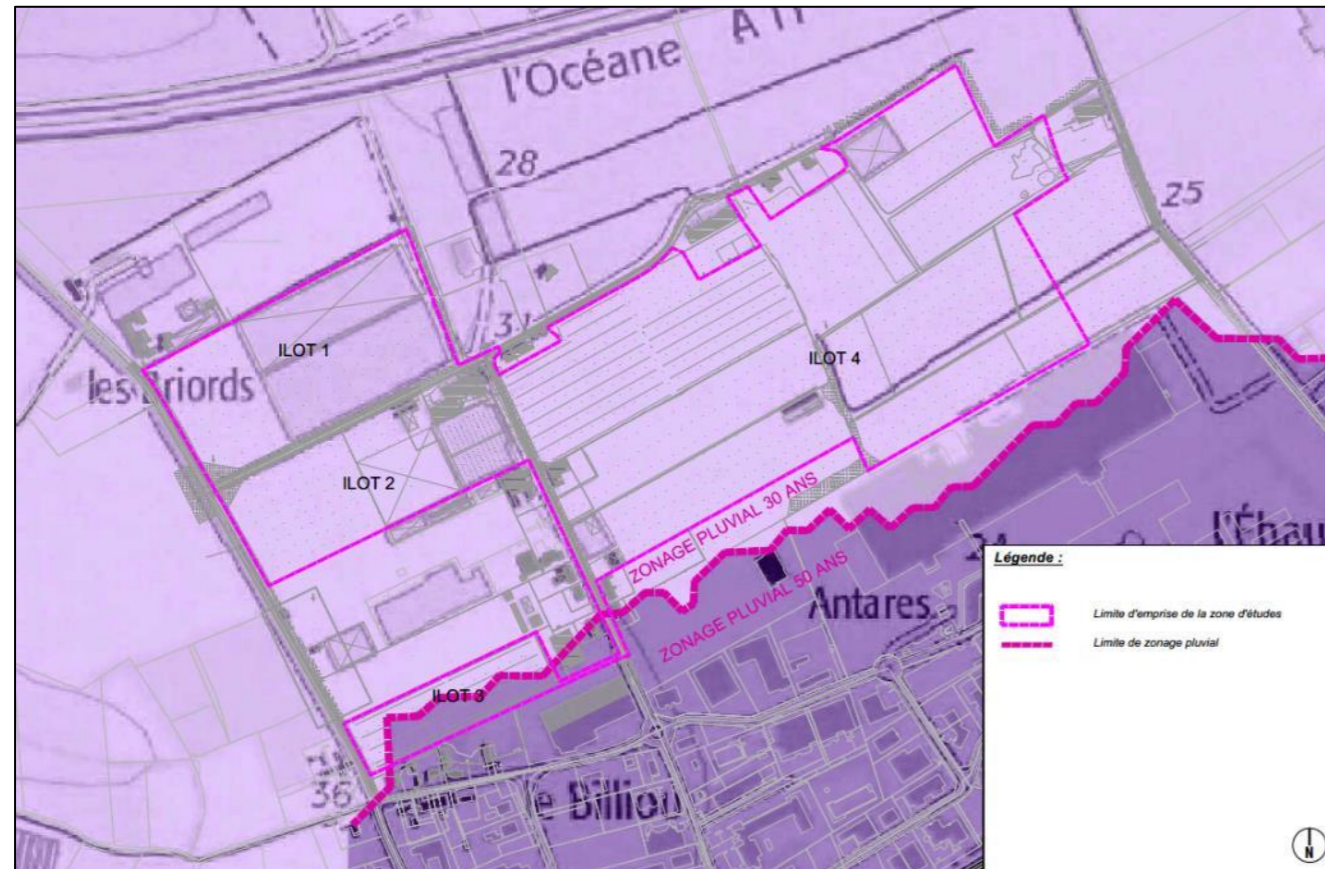 l'Océane A 11
28
25
31
ILOT 1
les Briords
ILOT 4
ILOT 2
ZONAGE PLUVIAL 30 ANS
ZONAGE PLUVIAL 50 ANS
Antares
ILOT 3
36
Billiou
Légende :
Limite d'emprise de la zone d'études
Limite de zonage pluvial
N